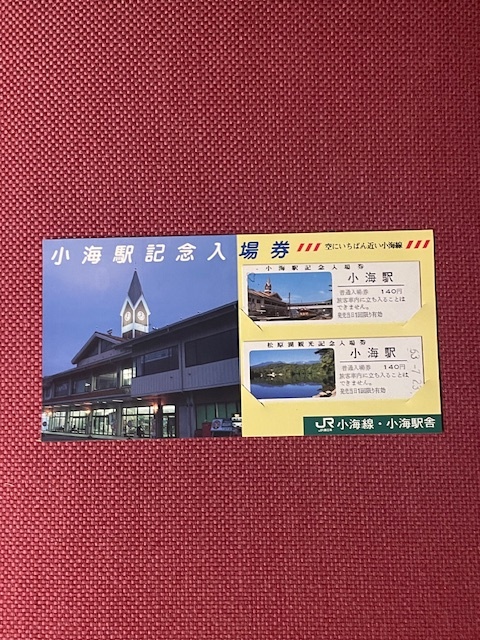 小海駅記念入場券
空にいちばん近い小海線
小海駅記念入場券
小海駅
普通入場券 140円
旅客車内に立ち入ることは
できません。
発売当日1回限り有効
松原湖観光記念入場券
小海駅
普通入場券 140円
旅客車内に立ち入ることは
できません。
発売当日1回限り有効
JR 小海線・小海駅舎
JR東日本